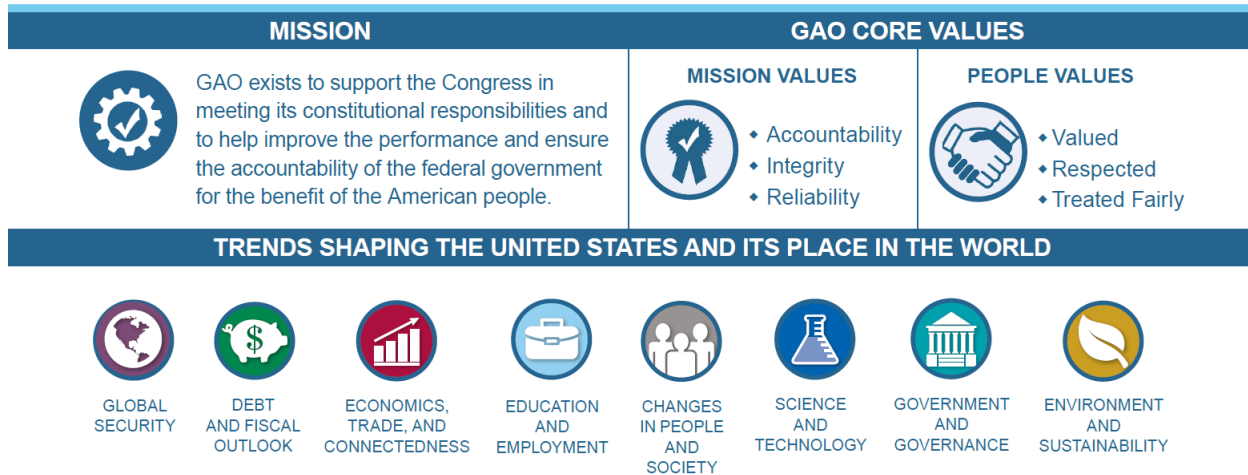 MISSION
GAO exists to support the Congress in
meeting its constitutional responsibilities and
to help improve the performance and ensure
the accountability of the federal government
for the benefit of the American people.
GAO CORE VALUES
MISSION VALUES
Accountability
Integrity
Reliability
PEOPLE VALUES
Valued
Respected
Treated Fairly
TRENDS SHAPING THE UNITED STATES AND ITS PLACE IN THE WORLD
$
GLOBAL
SECURITY
DEBT
AND FISCAL
OUTLOOK
ECONOMICS,
TRADE, AND
CONNECTEDNESS
EDUCATION
AND
EMPLOYMENT
CHANGES
IN PEOPLE
AND
SOCIETY
SCIENCE
AND
TECHNOLOGY
GOVERNMENT
AND
GOVERNANCE
ENVIRONMENT
AND
SUSTAINABILITY